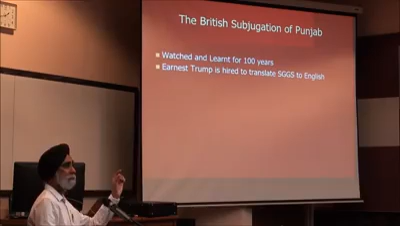 The British Subjugation of Punjab
Watched and Learnt for 100 years
Earnest Trump is hired to translate SGGS to English